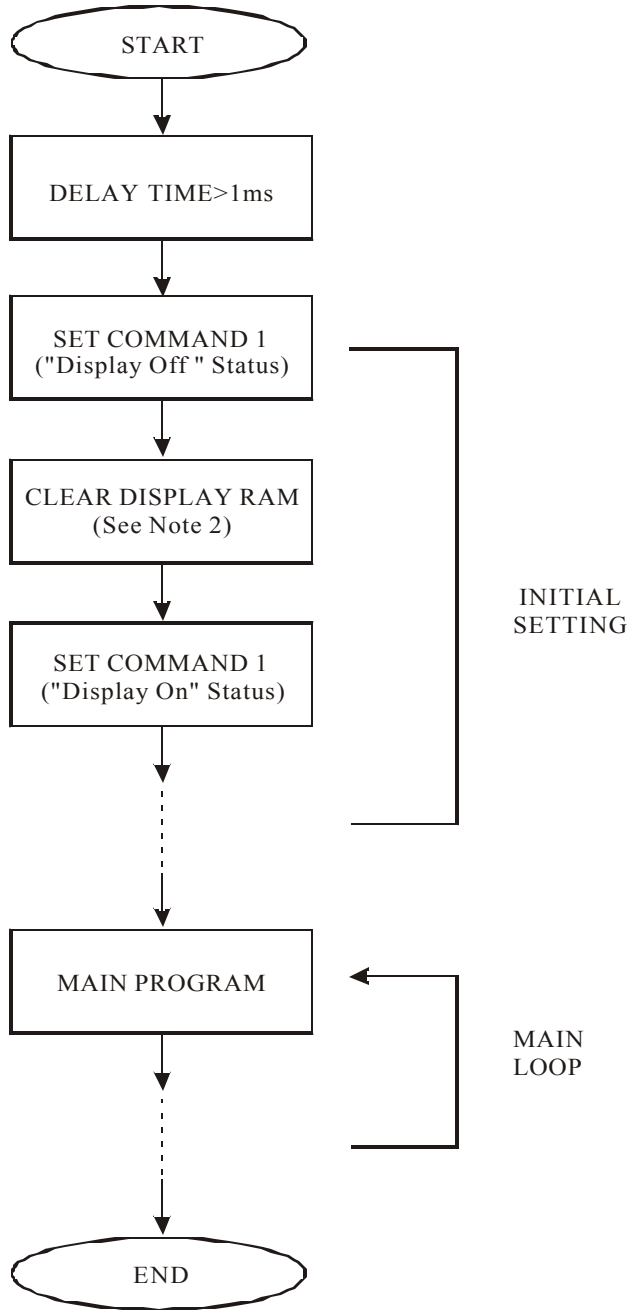 START
DELAY TIME>1ms
SET COMMAND 1
("Display Off " Status)
CLEAR DISPLAY RAM
(See Note 2)
SET COMMAND 1
("Display On" Status)
INITIAL
SETTING
MAIN PROGRAM
MAIN
LOOP
END